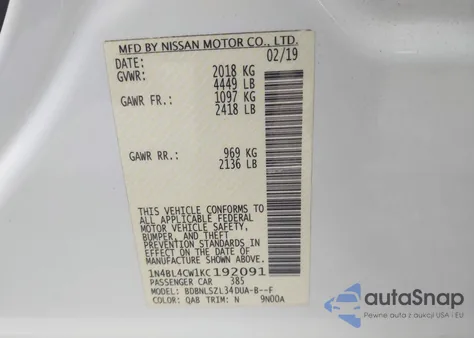 MFD BY NISSAN MOTOR CO., LTD.
DATE: 02/19
GVWR: 2018 KG
4449 LB
GAWR FR.: 1097 KG
2418 LB
GAWR RR.: 969 KG
2136 LB
THIS VEHICLE CONFORMS TO
ALL APPLICABLE FEDERAL
MOTOR VEHICLE SAFETY,
BUMPER, AND THEFT
PREVENTION STANDARDS IN
EFFECT ON THE DATE OF
MANUFACTURE SHOWN ABOVE.
1N4BL4CW1KC192091
PASSENGER CAR 385
MODEL: BDBNLSZL34DUA-B--F
COLOR: QAB TRIM: N 9N00A
autoSnap
Pewne auto z aukcji w USA i EU